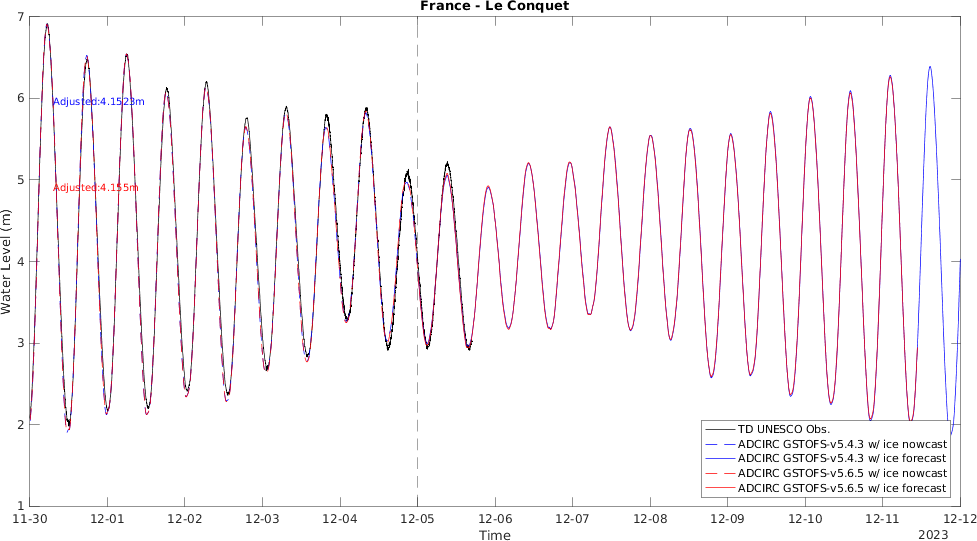 France - Le Conquet
7
6
5
4
3
2
1
Water Level (m)
Adjusted:4.1523m
Adjusted:4.155m
TD UNESCO Obs.
ADCIRC GSTOFS-v5.4.3 w/ ice nowcast
ADCIRC GSTOFS-v5.4.3 w/ ice forecast
ADCIRC GSTOFS-v5.6.5 w/ ice nowcast
ADCIRC GSTOFS-v5.6.5 w/ ice forecast
11-30 12-01 12-02 12-03 12-04 12-05 12-06 12-07 12-08 12-09 12-10 12-11 12-12
Time
2023